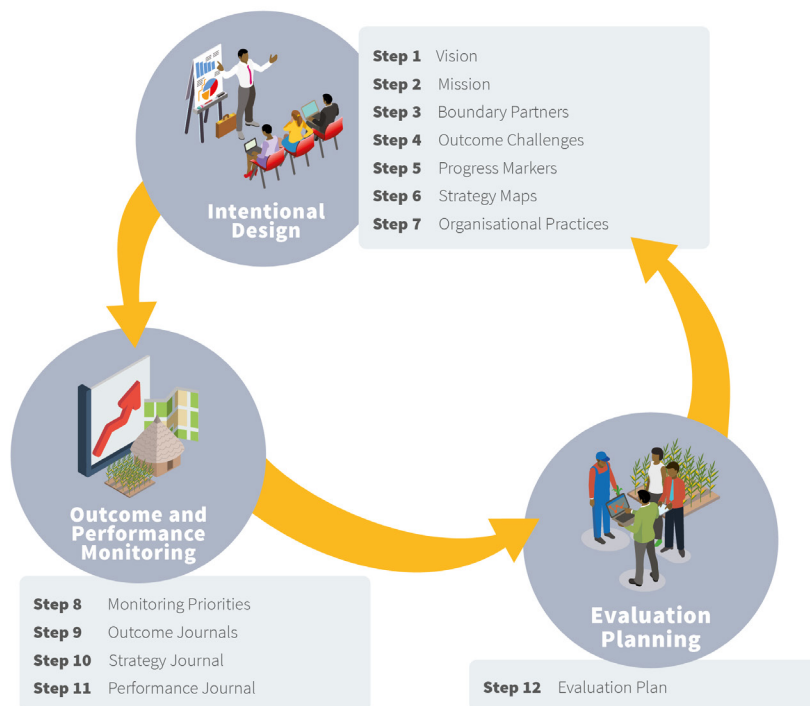 Intentional
Design
Step 1 Vision
Step 2 Mission
Step 3 Boundary Partners
Step 4 Outcome Challenges
Step 5 Progress Markers
Step 6 Strategy Maps
Step 7 Organisational Practices
Outcome and
Performance
Monitoring
Step 8 Monitoring Priorities
Step 9 Outcome Journals
Step 10 Strategy Journal
Step 11 Performance Journal
Evaluation
Planning
Step 12 Evaluation Plan